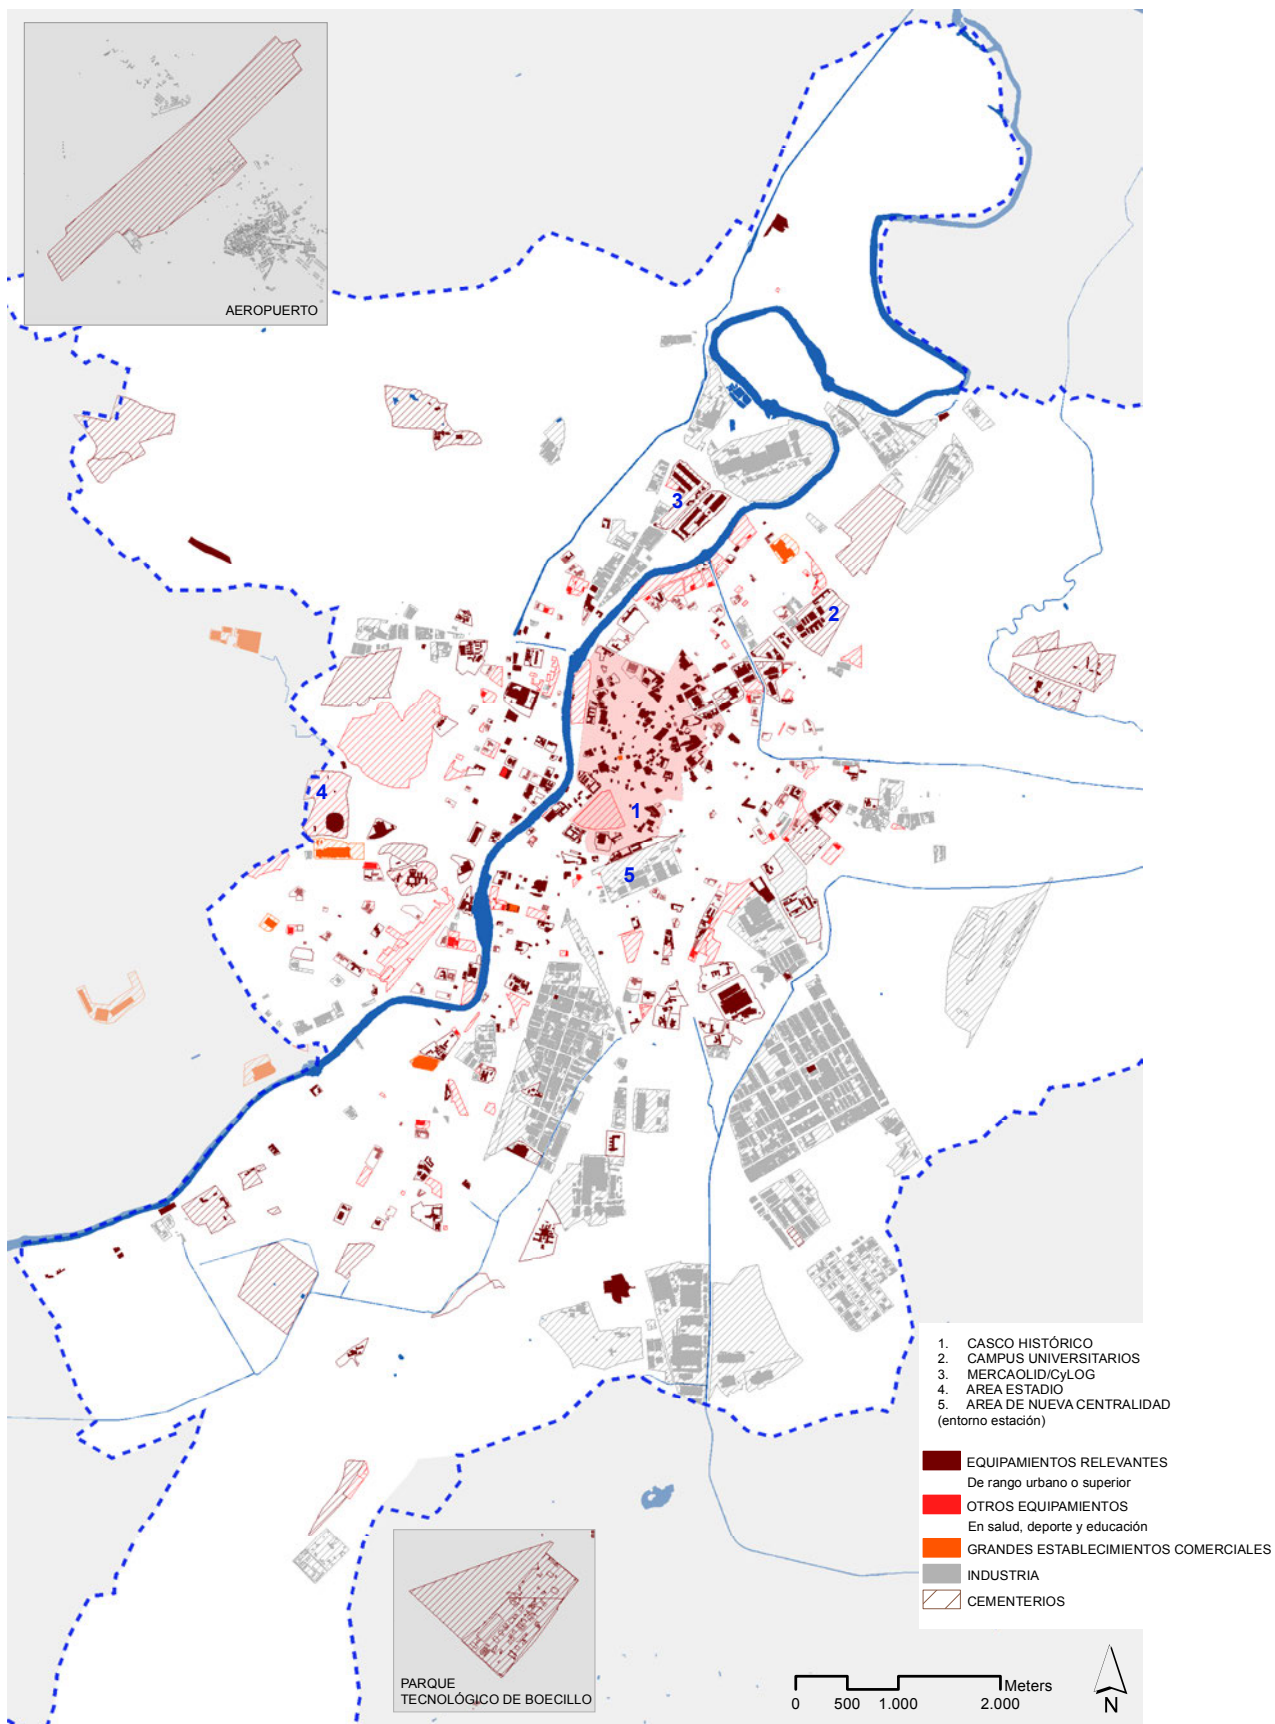 AEROPUERTO
3
2
4
1
5
1. CASCO HISTÓRICO
2. CAMPUS UNIVERSITARIOS
3. MERCAOLID/CyLOG
4. AREA ESTADIO
5. AREA DE NUEVA CENTRALIDAD
(entorno estación)
EQUIPAMIENTOS RELEVANTES
De rango urbano o superior
OTROS EQUIPAMIENTOS
En salud, deporte y educación
GRANDES ESTABLECIMIENTOS COMERCIALES
INDUSTRIA
CEMENTERIOS
PARQUE
TECNOLÓGICO DE BOECILLO
Meters
0 500 1.000 2.000
N